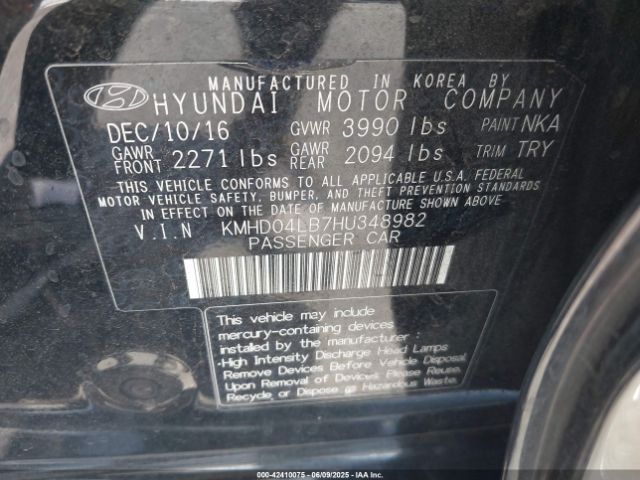 MANUFACTURED IN KOREA BY
HYUNDAI MOTOR COMPANY
DEC/10/16 GVWR 3990 lbs PAINT NKA
GAWR FRONT 2271 lbs GAWR REAR 2094 lbs TRIM TRY
THIS VEHICLE CONFORMS TO ALL APPLICABLE U.S.A. FEDERAL
MOTOR VEHICLE SAFETY, BUMPER, AND THEFT PREVENTION STANDARDS
IN EFFECT ON THE DATE OF MANUFACTURE SHOWN ABOVE
V.I.N KMHD04LB7HU348982
PASSENGER CAR
This vehicle may include
mercury-containing devices
installed by the manufacturer :
•High Intensity Discharge Head Lamps
Remove Devices Before Vehicle Disposal
Upon Removal of Devices Please Reuse,
Recycle or Dispose @ Hazardous Waste.
000-42410075 - 06/09/2025 - IAAI